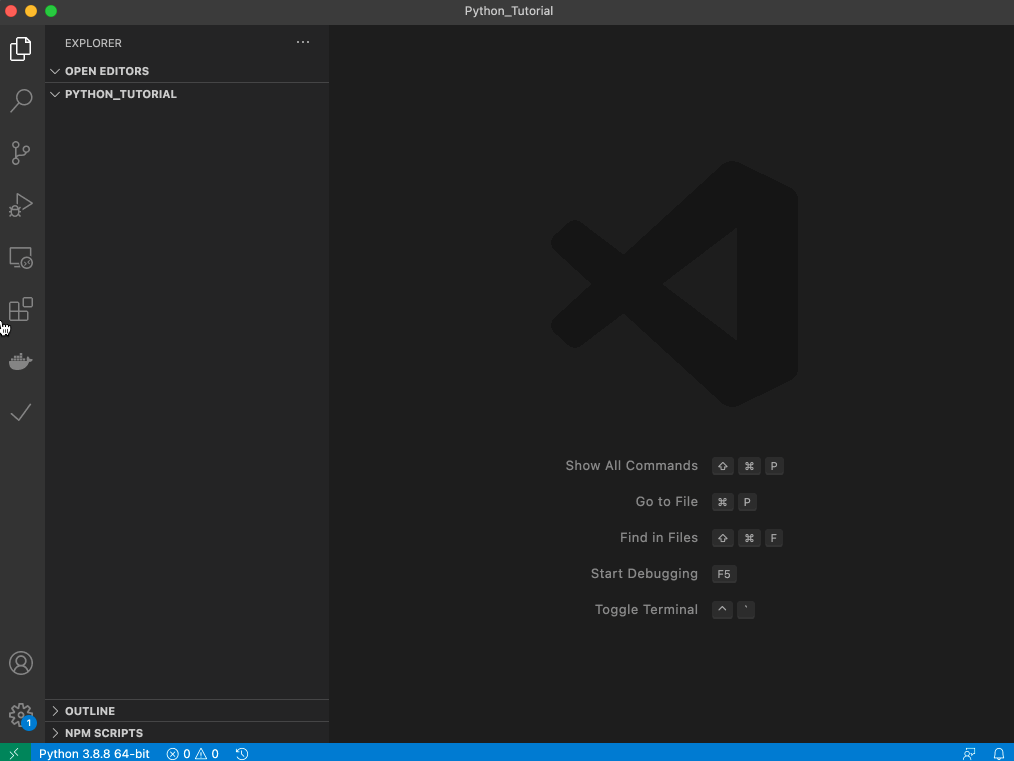 Python_Tutorial
EXPLORER
OPEN EDITORS
PYTHON_TUTORIAL
Show All Commands ⇧ ⌘ P
Go to File ⌘ P
Find in Files ⇧ ⌘ F
Start Debugging F5
Toggle Terminal ^ `
OUTLINE
1
NPM SCRIPTS
Python 3.8.8 64-bit 0 0